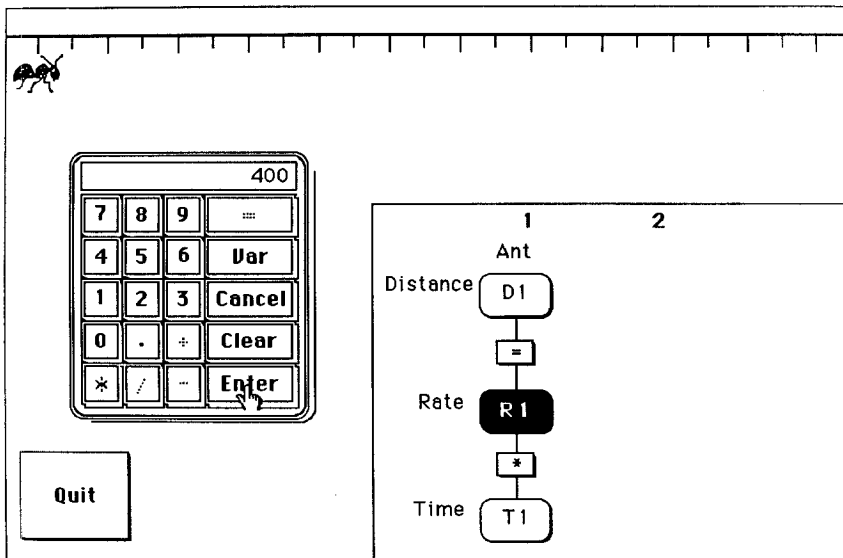 400
7 8 9 =
4 5 6 Var
1 2 3 Cancel
0 . ÷ Clear
* / - Enter
Quit
1 2
Ant
Distance D1
=
Rate R1
*
Time T1